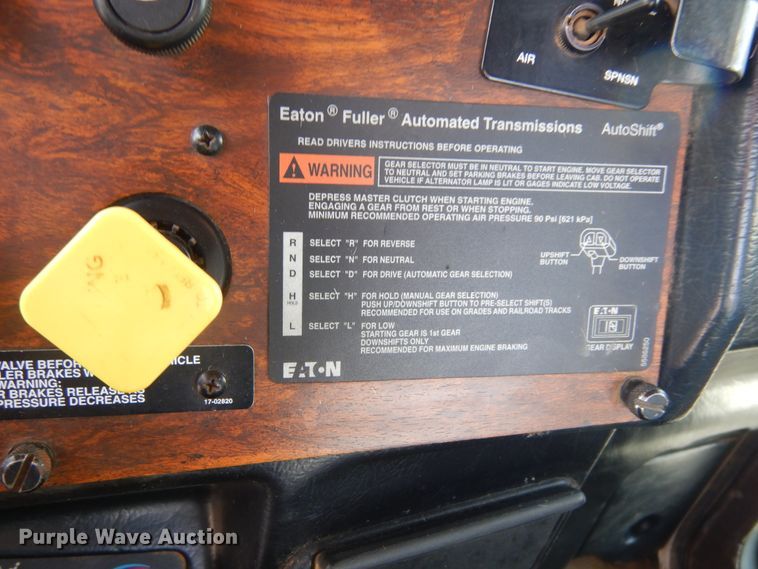 AIR
SPNSN
Eaton® Fuller® Automated Transmissions AutoShift®
READ DRIVERS INSTRUCTIONS BEFORE OPERATING
WARNING
GEAR SELECTOR MUST BE IN NEUTRAL TO START ENGINE. MOVE GEAR SELECTOR
TO NEUTRAL AND SET PARKING BRAKES BEFORE LEAVING CAB. DO NOT OPERATE
VEHICLE IF ALTERNATOR LAMP IS LIT OR GAGES INDICATE LOW VOLTAGE.
DEPRESS MASTER CLUTCH WHEN STARTING ENGINE.
ENGAGING A GEAR FROM REST OR WHEN STOPPING.
MINIMUM RECOMMENDED OPERATING AIR PRESSURE 90 Psi [621 kPa]
R SELECT "R" FOR REVERSE
N SELECT "N" FOR NEUTRAL
D SELECT "D" FOR DRIVE (AUTOMATIC GEAR SELECTION)
H SELECT "H" FOR HOLD (MANUAL GEAR SELECTION)
HOLD
PUSH UP/DOWNSHIFT BUTTON TO PRE-SELECT SHIFT(S)
RECOMMENDED FOR USE ON GRADES AND RAILROAD TRACKS
L SELECT "L" FOR LOW
STARTING GEAR IS 1st GEAR
DOWNSHIFTS ONLY
RECOMMENDED FOR MAXIMUM ENGINE BRAKING
UPSHIFT
BUTTON
DOWNSHIFT
BUTTON
EATON
GEAR DISPLAY
EATON
VALVE BEFORE
VEHICLE
BRAKES
WARNING:
BRAKES
PRESSURE DECREASES
17-02820
Purple Wave Auction